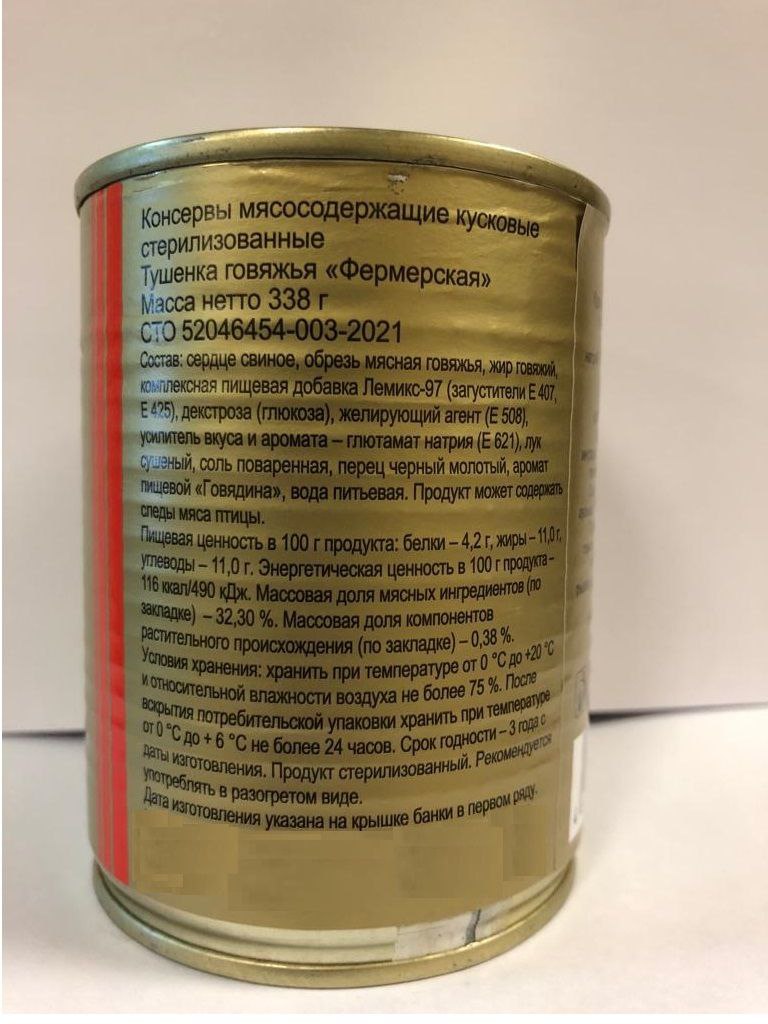 Консервы мясосодержащие кусковые
стерилизованные
Тушенка говяжья «Фермерская»
Масса нетто 338 г
СТО 52046454-003-2021
Состав: сердце свиное, обрезь мясная говяжья, жир говяжий,
комплексная пищевая добавка Лемикс-97 (загустители Е 407,
Е 425), декстроза (глюкоза), желирующий агент (Е 508),
усилитель вкуса и аромата – глютамат натрия (Е 621), лук
сушеный, соль поваренная, перец черный молотый, аромат
пищевой «Говядина», вода питьевая. Продукт может содержать
следы мяса птицы.
Пищевая ценность в 100 г продукта: белки – 4,2 г, жиры – 11,0 г,
углеводы – 11,0 г. Энергетическая ценность в 100 г продукта –
116 ккал/490 кДж. Массовая доля мясных ингредиентов (по
закладке) – 32,30 %. Массовая доля компонентов
растительного происхождения (по закладке) – 0,38 %.
Условия хранения: хранить при температуре от 0 °С до +20 °С
и относительной влажности воздуха не более 75 %. После
вскрытия потребительской упаковки хранить при температуре
от 0 °С до + 6 °С не более 24 часов. Срок годности – 3 года с
даты изготовления. Продукт стерилизованный. Рекомендуется
употреблять в разогретом виде.
Дата изготовления указана на крышке банки в первом ряду.